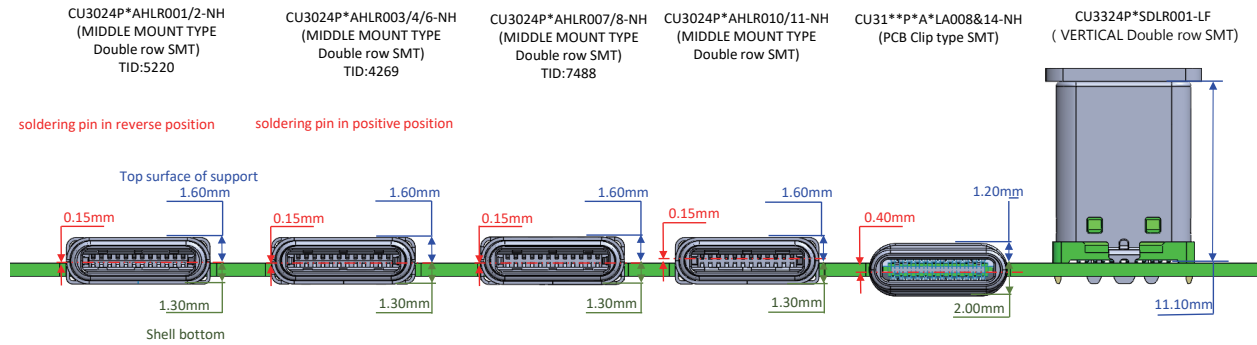 CU3024P*AHLR001/2-NH
(MIDDLE MOUNT TYPE
Double row SMT)
TID:5220
CU3024P*AHLR003/4/6-NH
(MIDDLE MOUNT TYPE
Double row SMT)
TID:4269
CU3024P*AHLR007/8-NH
(MIDDLE MOUNT TYPE
Double row SMT)
TID:7488
CU3024P*AHLR010/11-NH
(MIDDLE MOUNT TYPE
Double row SMT)
CU31**P*A*LA008&14-NH
(PCB Clip type SMT)
CU3324P*SDLR001-LF
( VERTICAL Double row SMT)
soldering pin in reverse position
soldering pin in positive position
Top surface of support
1.60mm
1.60mm
1.60mm
1.60mm
1.20mm
0.15mm
0.15mm
0.15mm
0.15mm
0.40mm
1.30mm
1.30mm
1.30mm
1.30mm
2.00mm
11.10mm
Shell bottom